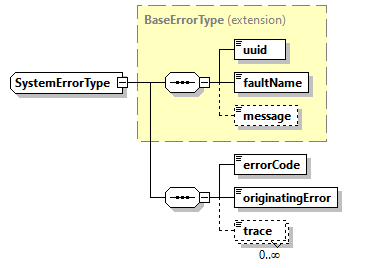 BaseErrorType (extension)
uuid
SystemErrorType
faultName
message
errorCode
originatingError
trace
0..∞